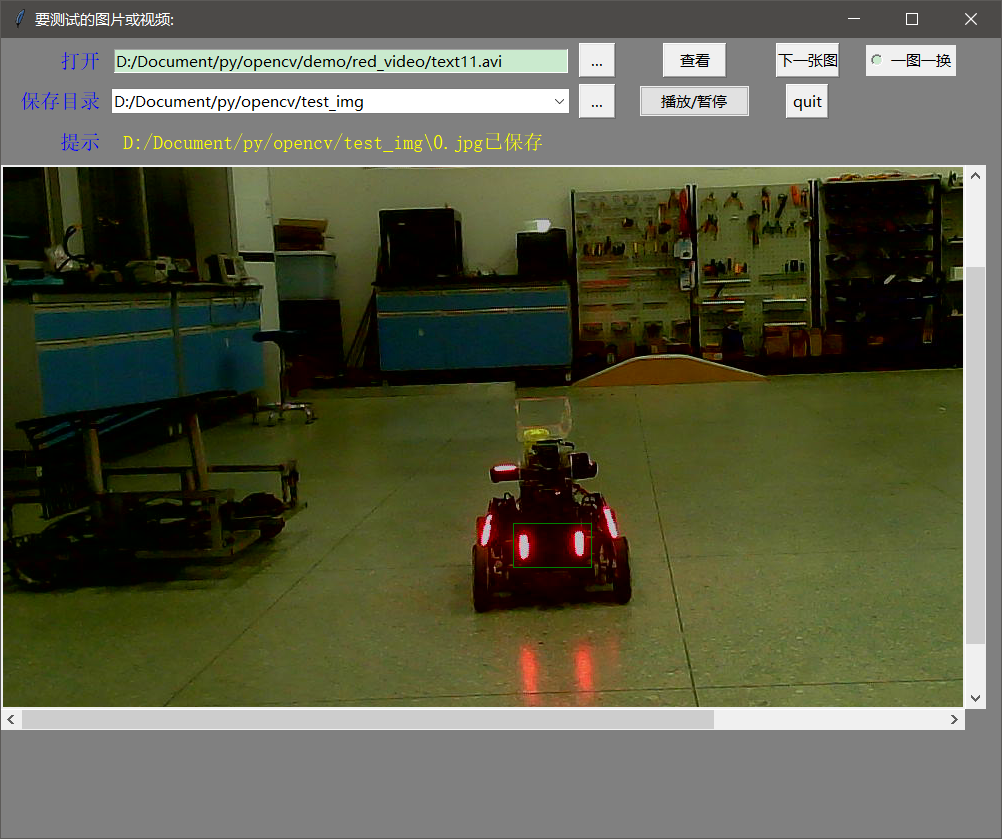 要测试的图片或视频:
打开 D:/Document/py/opencv/demo/red_video/text11.avi ... 查看 下一张图 一图一换
保存目录 D:/Document/py/opencv/test_img ... 播放/暂停 quit
提示 D:/Document/py/opencv/test_img\0.jpg已保存